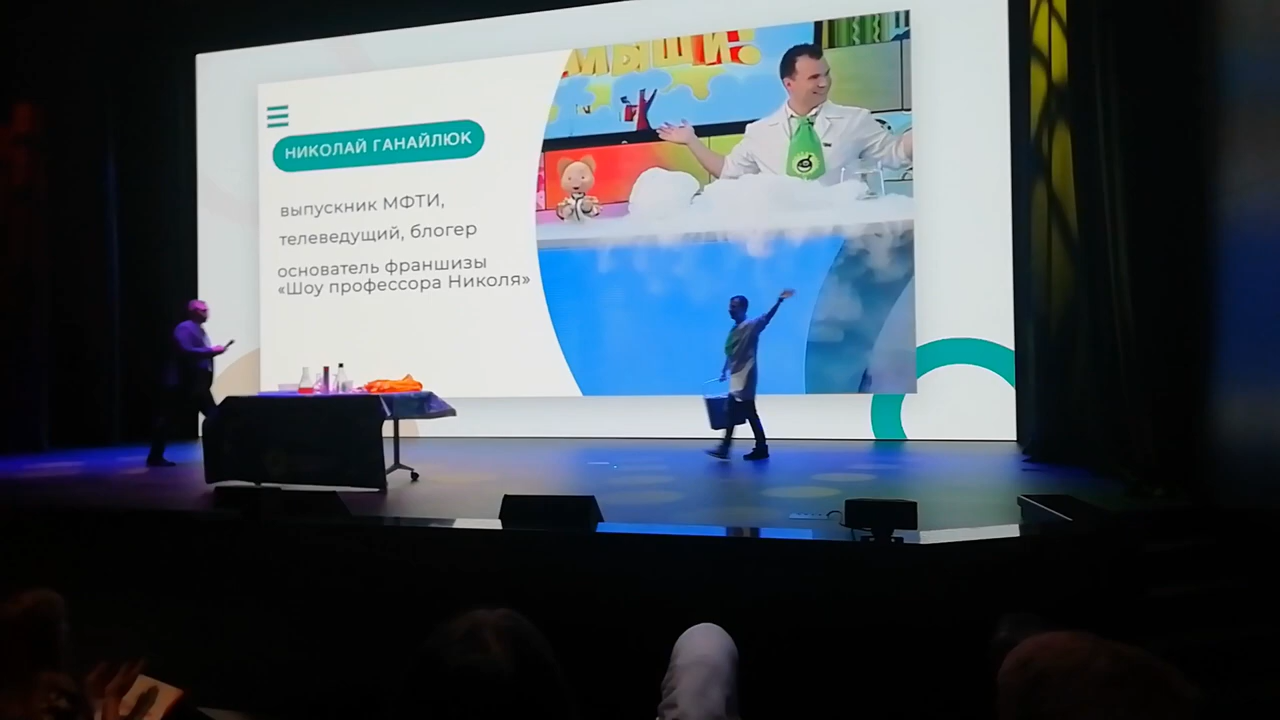 НИКОЛАЙ ГАНАЙЛЮК
выпускник МФТИ,
телеведущий, блогер
основатель франшизы
«Шоу профессора Николя»
МЫШИ!